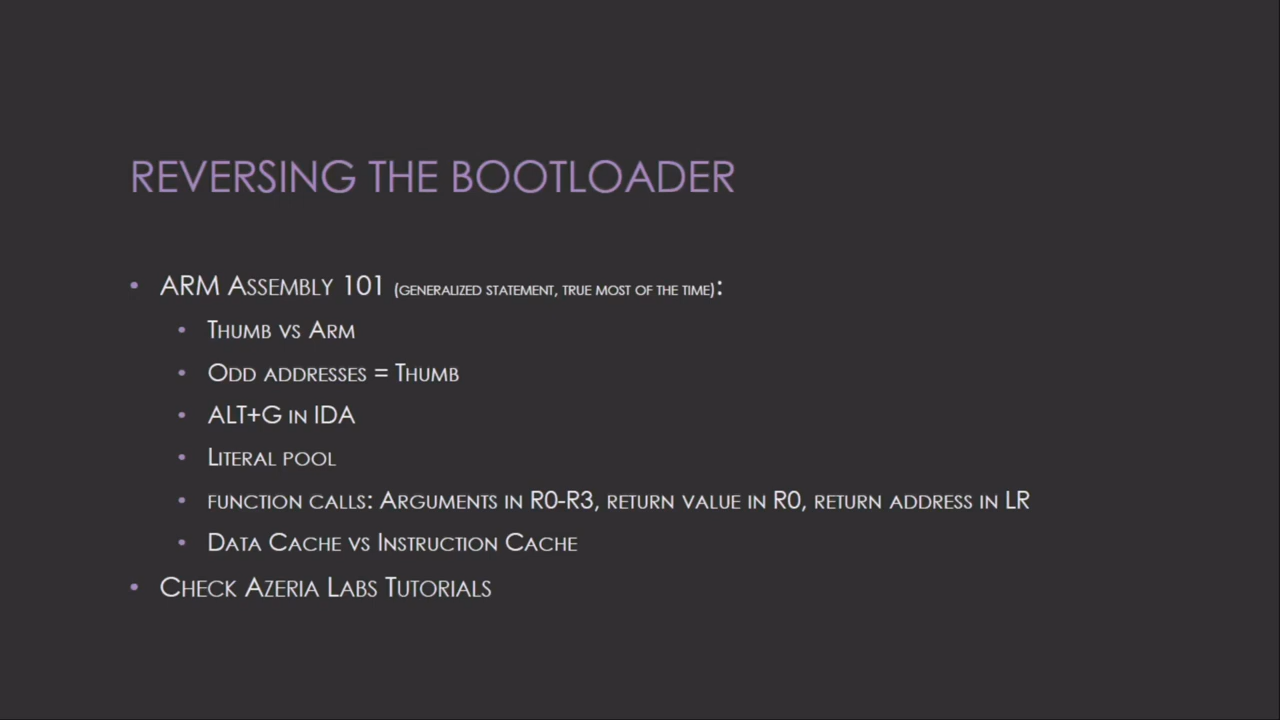 REVERSING THE BOOTLOADER
• ARM ASSEMBLY 101 (GENERALIZED STATEMENT, TRUE MOST OF THE TIME):
• THUMB VS ARM
• ODD ADDRESSES = THUMB
• ALT+G IN IDA
• LITERAL POOL
• FUNCTION CALLS: ARGUMENTS IN R0-R3, RETURN VALUE IN R0, RETURN ADDRESS IN LR
• DATA CACHE VS INSTRUCTION CACHE
• CHECK AZERIA LABS TUTORIALS